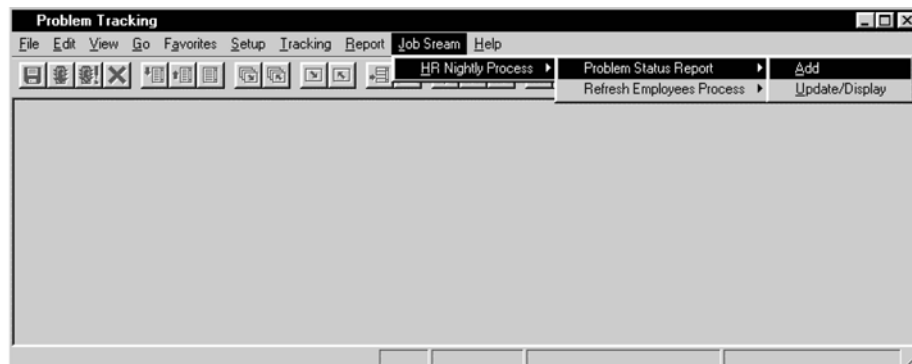 Problem Tracking
File Edit View Go Favorites Setup Tracking Report Job Sream Help
HR Nightly Process Problem Status Report Add
Refresh Employees Process Update/Display